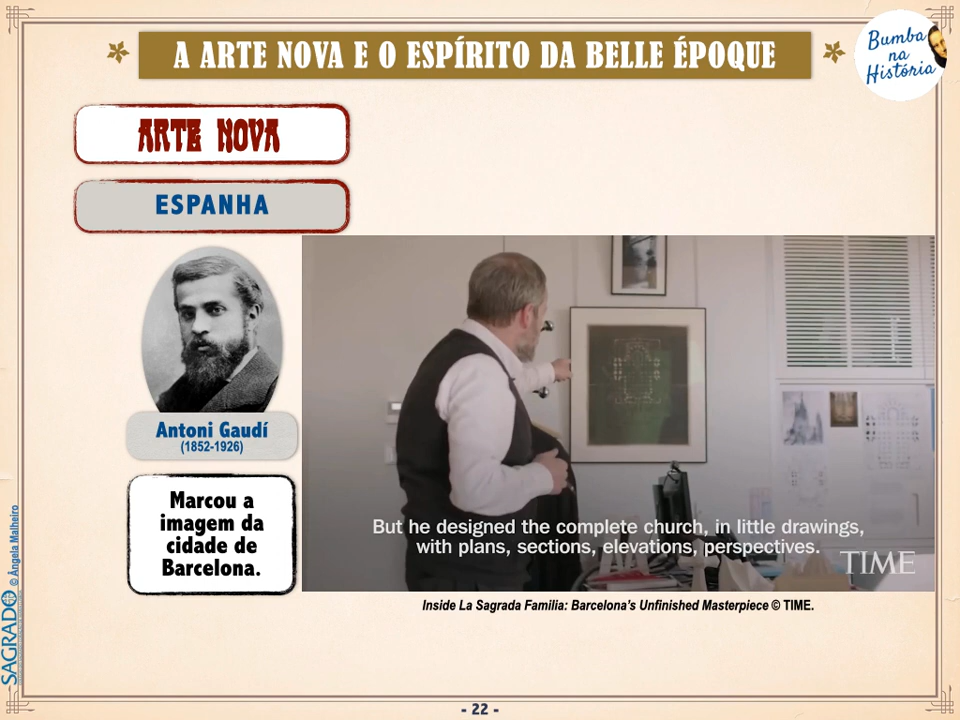 A ARTE NOVA E O ESPÍRITO DA BELLE ÉPOQUE
Bumba
na
História
ARTE NOVA
ESPANHA
Antoni Gaudí
(1852-1926)
Marcou a
imagem da
cidade de
Barcelona.
But he designed the complete church, in little drawings,
with plans, sections, elevations, perspectives.
TIME
Inside La Sagrada Familia: Barcelona's Unfinished Masterpiece © TIME.
SAGRADO
© Ângela Malheiro
- 22 -